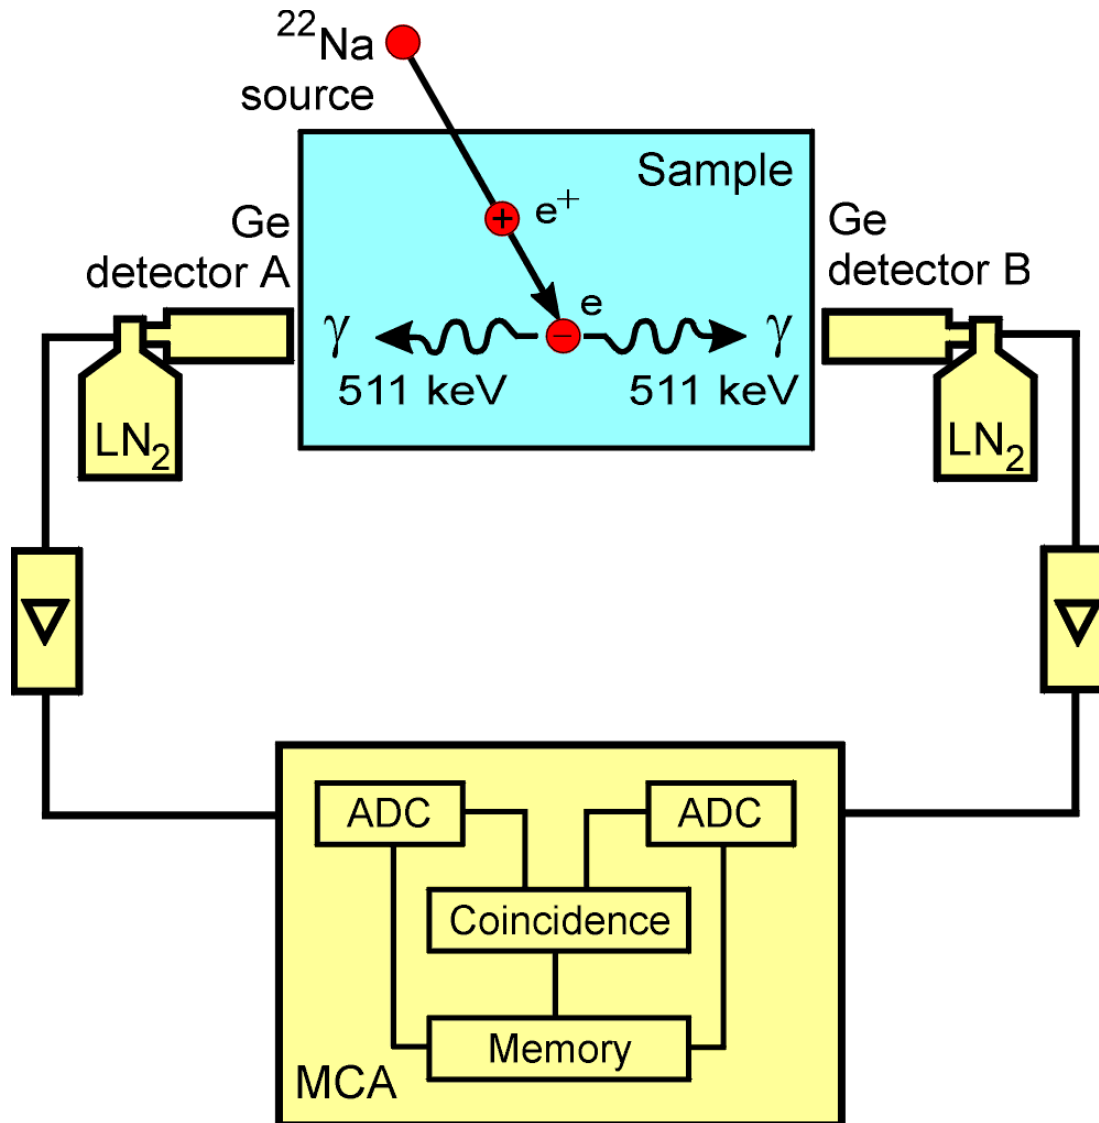 ²²Na
source
Sample
+
e⁺
Ge
detector A
Ge
detector B
e
−
γ
γ
511 keV
511 keV
LN₂
LN₂
ADC
ADC
Coincidence
Memory
MCA